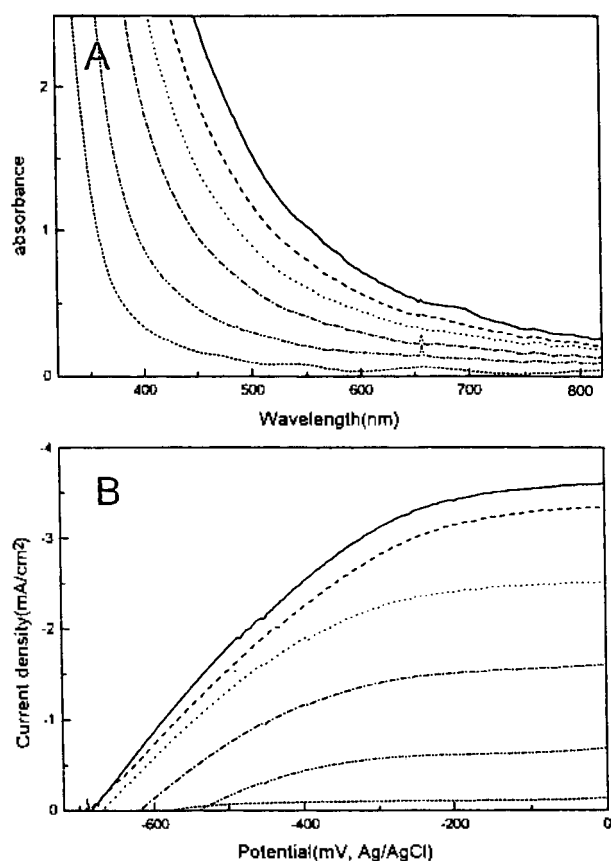 A
2
1
0
absorbance
400 500 600 700 800
Wavelength(nm)
B
-4
-3
-2
-1
0
Current density(mA/cm²)
-600 -400 -200 0
Potential(mV, Ag/AgCl)